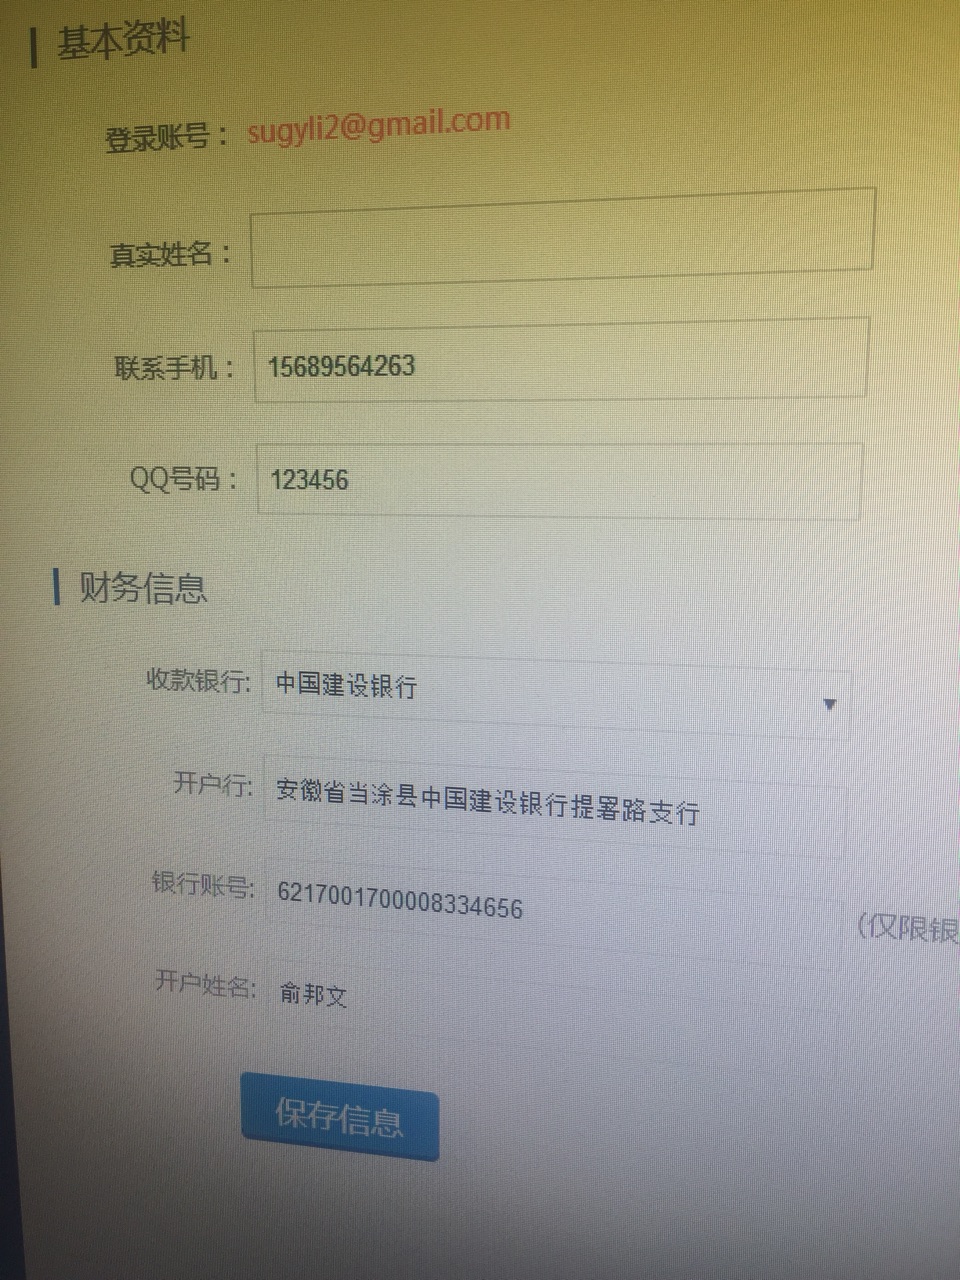 基本资料
登录账号： sugyli2@gmail.com
真实姓名：
联系手机： 15689564263
QQ号码： 123456
财务信息
收款银行: 中国建设银行
开户行: 安徽省当涂县中国建设银行提署路支行
银行账号: 6217001700008334656 (仅限银
开户姓名: 俞邦文
保存信息